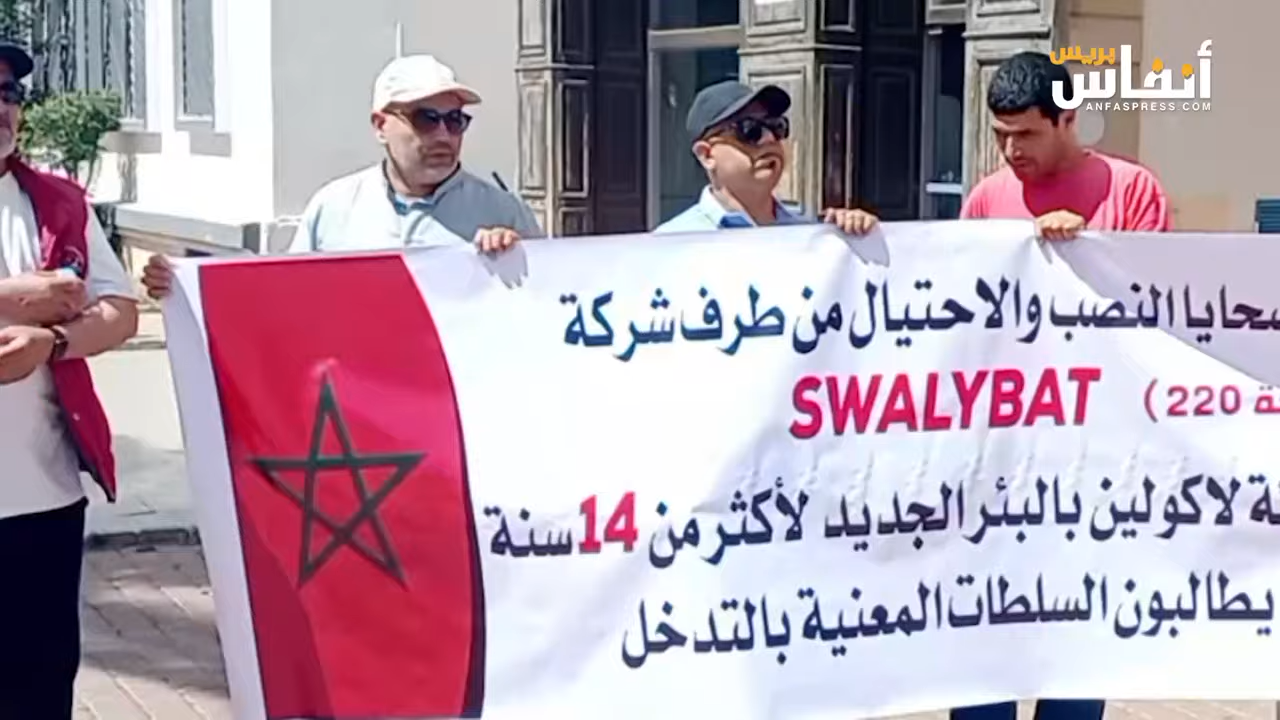 أنفاس بريس
ANFASPRESS.COM
النصب والاحتيال من طرف شركة
SWALYBAT (220
لاكولين بالبئر الجديد لأكثر من 14 سنة
يطالبون السلطات المعنية بالتدخل